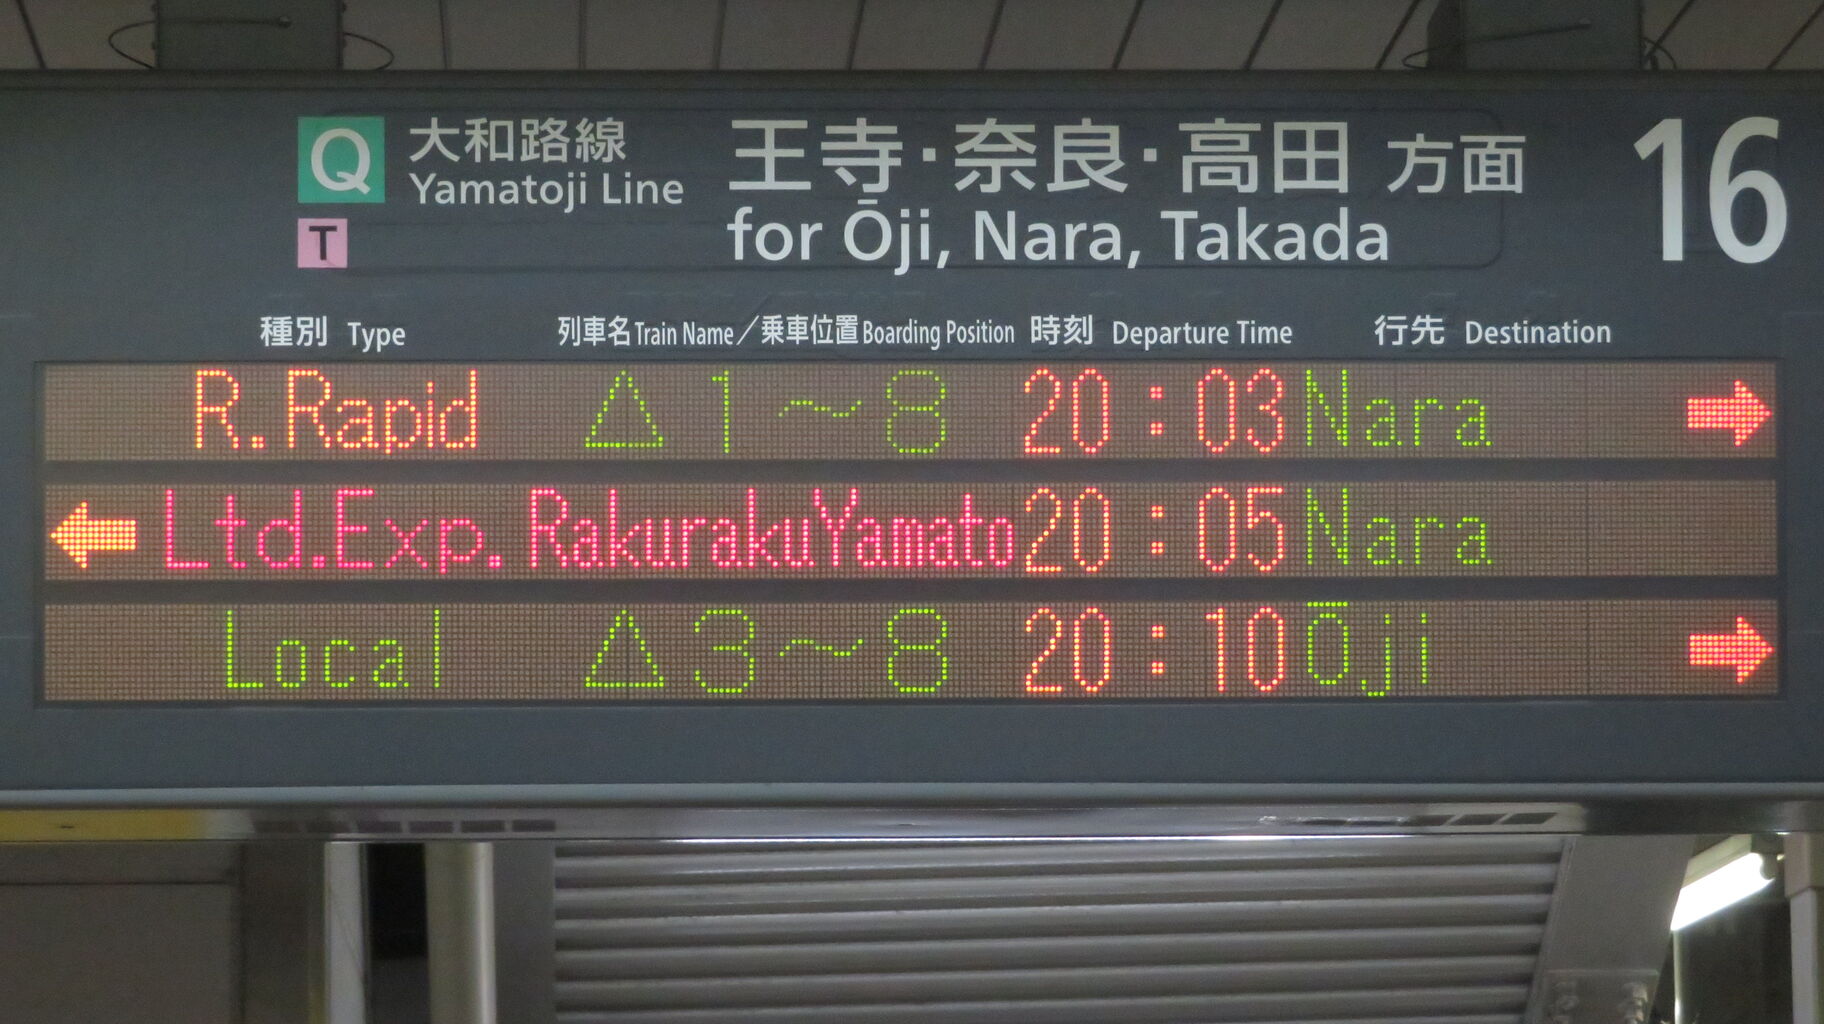 Q 大和路線 王寺・奈良・高田 方面 16
Yamatoji Line
T for Ōji, Nara, Takada
種別 Type 列車名 Train Name／乗車位置 Boarding Position 時刻 Departure Time 行先 Destination
R.Rapid △ 1～8 20:03 Nara →
← Ltd.Exp. RakurakuYamato 20:05 Nara
Local △ 3～8 20:10 Ōji →